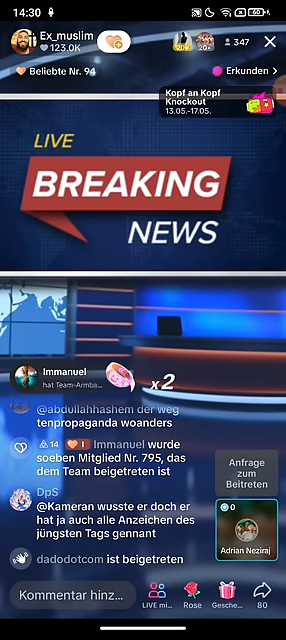 14:30
60
Ex_muslim
123.0K
20+
347
Beliebte Nr. 94
Erkunden >
Kopf an Kopf
Knockout
13.05.-17.05.
LIVE
BREAKING
NEWS
Immanuel
hat Team-Armba...
x2
@abdullahhashem der weg
tenpropaganda woanders
14 I Immanuel wurde
soeben Mitglied Nr. 795, das
dem Team beigetreten ist
DpS
@Kameran wusste er doch er
hat ja auch alle Anzeichen des
jüngsten Tags gennant
dadodotcom ist beigetreten
Anfrage
zum
Beitreten
0
Adrian Neziraj
Kommentar hinz...
LIVE mi...
Rose
Gesche...
80